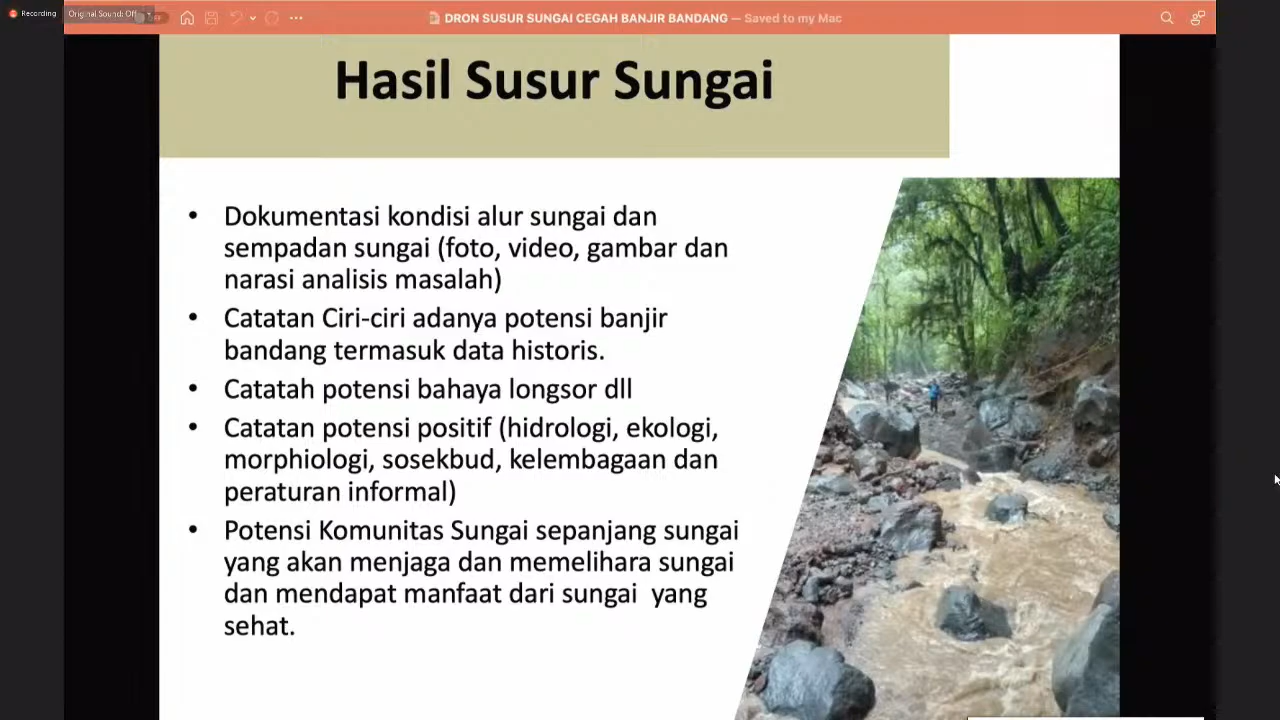 Recording
Original Sound: Off
OFF
DRON SUSUR SUNGAI CEGAH BANJIR BANDANG — Saved to my Mac
Hasil Susur Sungai
• Dokumentasi kondisi alur sungai dan
sempadan sungai (foto, video, gambar dan
narasi analisis masalah)
• Catatan Ciri-ciri adanya potensi banjir
bandang termasuk data historis.
• Catatah potensi bahaya longsor dll
• Catatan potensi positif (hidrologi, ekologi,
morphiologi, sosekbud, kelembagaan dan
peraturan informal)
• Potensi Komunitas Sungai sepanjang sungai
yang akan menjaga dan memelihara sungai
dan mendapat manfaat dari sungai yang
sehat.